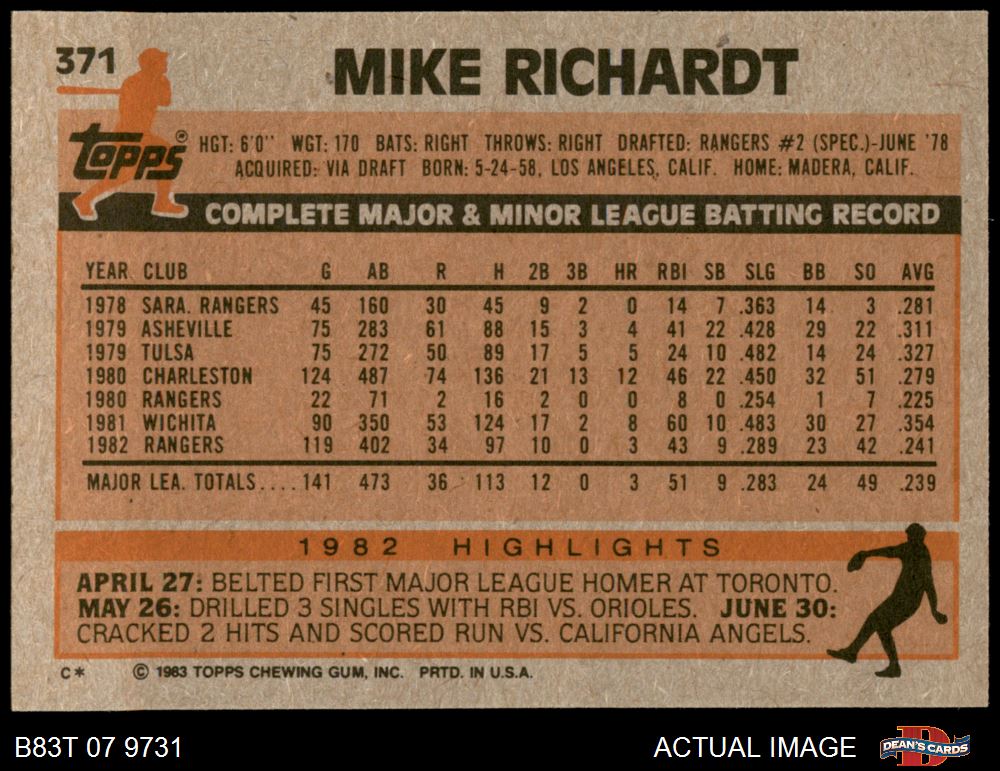 371
MIKE RICHARDT
Topps®
HGT: 6'0" WGT: 170 BATS: RIGHT THROWS: RIGHT DRAFTED: RANGERS #2 (SPEC.)-JUNE '78
ACQUIRED: VIA DRAFT BORN: 5-24-58, LOS ANGELES, CALIF. HOME: MADERA, CALIF.
COMPLETE MAJOR & MINOR LEAGUE BATTING RECORD
YEAR CLUB G AB R H 2B 3B HR RBI SB SLG BB SO AVG
1978 SARA. RANGERS 45 160 30 45 9 2 0 14 7 .363 14 3 .281
1979 ASHEVILLE 75 283 61 88 15 3 4 41 22 .428 29 22 .311
1979 TULSA 75 272 50 89 17 5 5 24 10 .482 14 24 .327
1980 CHARLESTON 124 487 74 136 21 13 12 46 22 .450 32 51 .279
1980 RANGERS 22 71 2 16 2 0 0 8 0 .254 1 7 .225
1981 WICHITA 90 350 53 124 17 2 8 60 10 .483 30 27 .354
1982 RANGERS 119 402 34 97 10 0 3 43 9 .289 23 42 .241
MAJOR LEA. TOTALS.... 141 473 36 113 12 0 3 51 9 .283 24 49 .239
1982 HIGHLIGHTS
APRIL 27: BELTED FIRST MAJOR LEAGUE HOMER AT TORONTO.
MAY 26: DRILLED 3 SINGLES WITH RBI VS. ORIOLES. JUNE 30:
CRACKED 2 HITS AND SCORED RUN VS. CALIFORNIA ANGELS.
C* © 1983 TOPPS CHEWING GUM, INC. PRTD. IN U.S.A.
B83T 07 9731 ACTUAL IMAGE DEAN'S CARDS